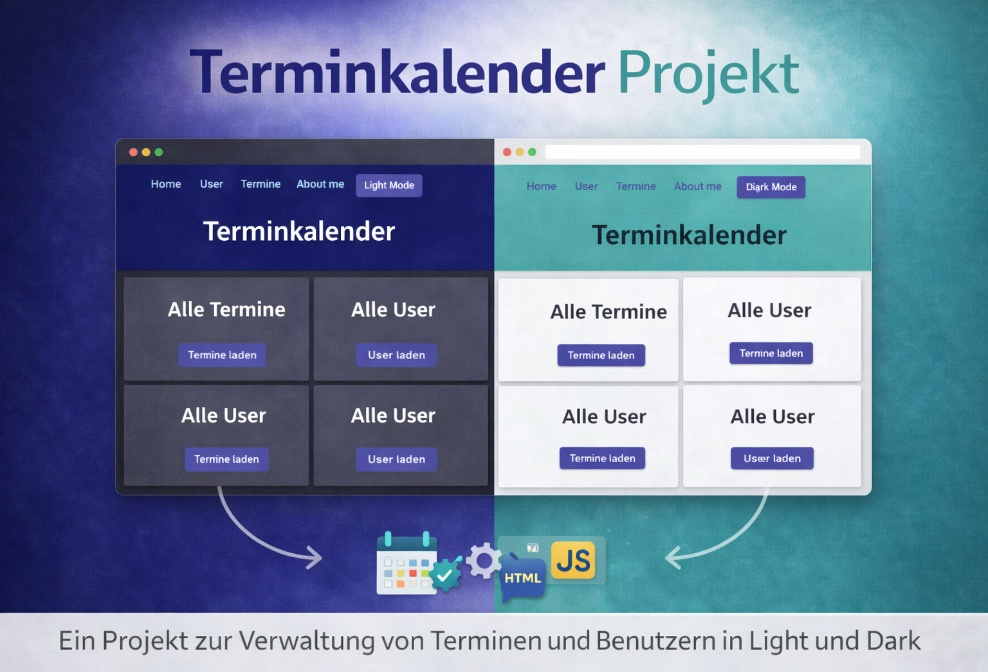 Terminkalender Projekt
Home User Termine About me Light Mode
Terminkalender
Alle Termine
Termine laden
Alle User
User laden
Alle User
Termine laden
Alle User
User laden
Home User Termine About me Diark Mode
Terminkalender
Alle Termine
Termine laden
Alle User
Termine laden
Alle User
Termine laden
Alle User
User laden
HTML
JS
Ein Projekt zur Verwaltung von Terminen und Benutzern in Light und Dark